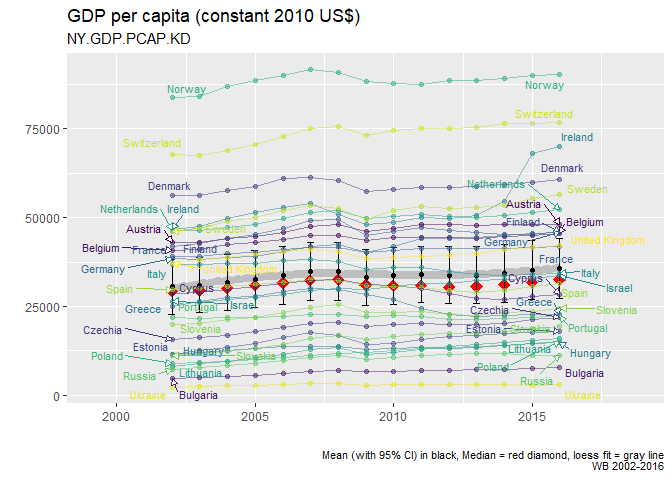 GDP per capita (constant 2010 US$)
NY.GDP.PCAP.KD
Norway
Norway
Switzerland
Switzerland
Ireland
Denmark
Denmark
Netherlands
Sweden
Netherlands
Ireland
Austria
Austria
Sweden
Finland
Belgium
Belgium
Finland
Germany
United Kingdom
Germany
United Kingdom
France
Italy
Italy
Cyprus
Spain
Cyprus
Israel
Spain
Greece
Portugal
Israel
Greece
Czechia
Slovenia
Czechia
Slovenia
Estonia
Slovakia
Portugal
Estonia
Hungary
Slovakia
Lithuania
Hungary
Poland
Russia
Lithuania
Poland
Russia
Bulgaria
Ukraine
Bulgaria
Ukraine
75000
50000
25000
0
2000
2005
2010
2015
Mean (with 95% CI) in black, Median = red diamond, loess fit = gray line
WB 2002-2016